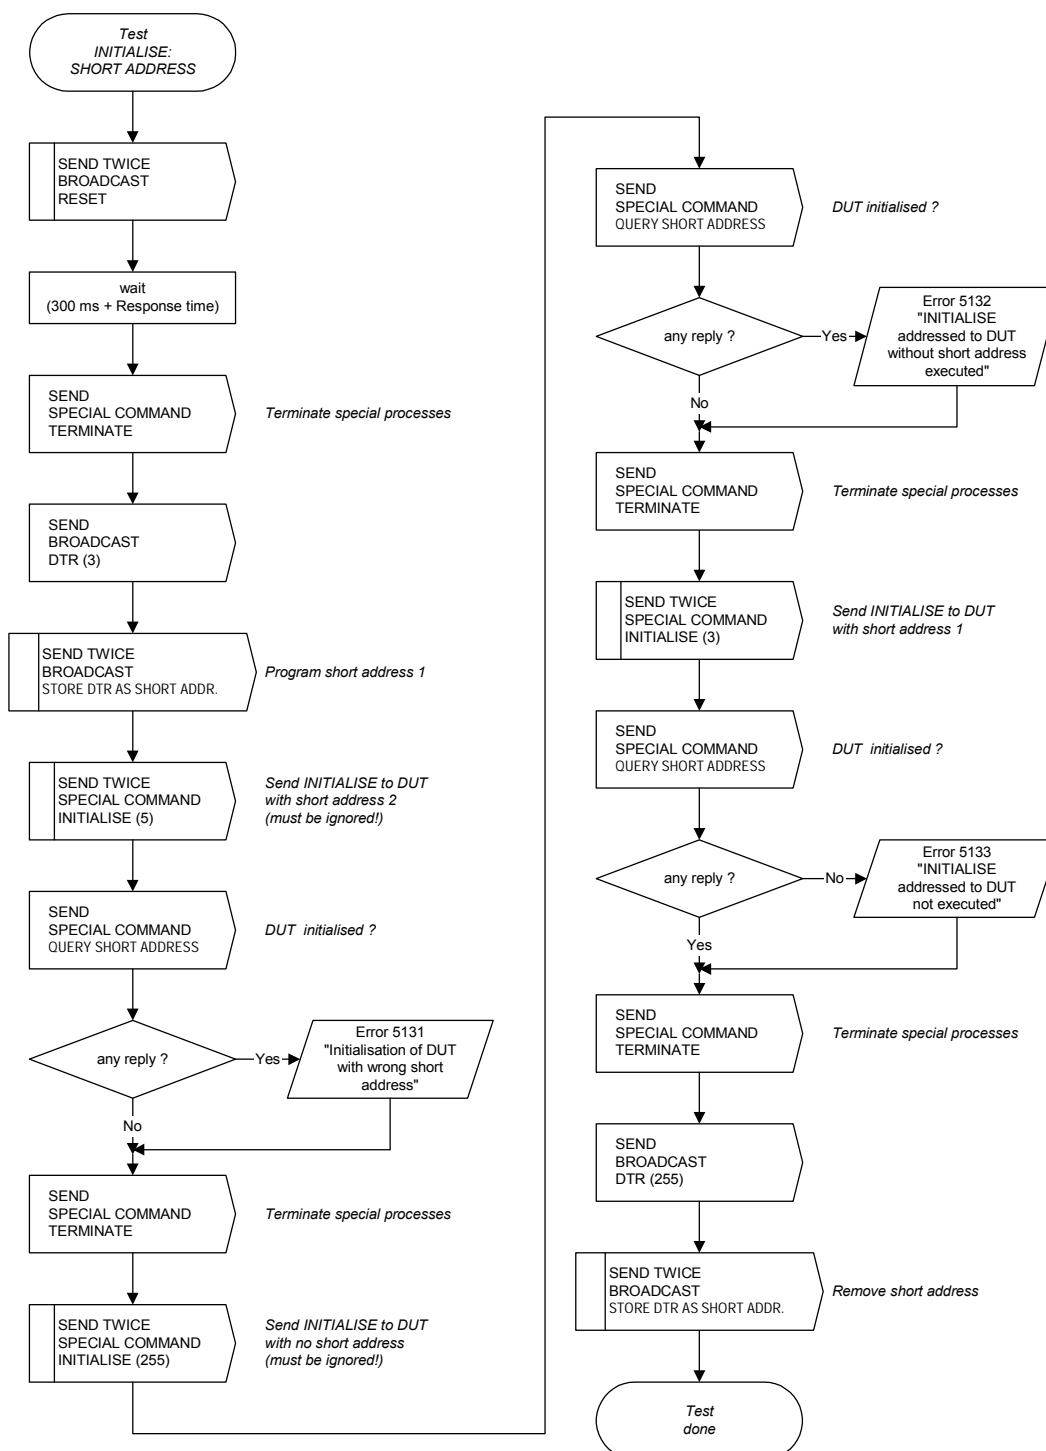 Test
INITIALISE:
SHORT ADDRESS
SEND TWICE
BROADCAST
RESET
wait
(300 ms + Response time)
SEND
SPECIAL COMMAND
TERMINATE
Terminate special processes
SEND
BROADCAST
DTR (3)
SEND TWICE
BROADCAST
STORE DTR AS SHORT ADDR.
Program short address 1
SEND TWICE
SPECIAL COMMAND
INITIALISE (5)
Send INITIALISE to DUT
with short address 2
(must be ignored!)
SEND
SPECIAL COMMAND
QUERY SHORT ADDRESS
DUT initialised ?
any reply ?
Yes
Error 5131
"Initialisation of DUT
with wrong short
address"
No
SEND
SPECIAL COMMAND
TERMINATE
Terminate special processes
SEND TWICE
SPECIAL COMMAND
INITIALISE (255)
Send INITIALISE to DUT
with no short address
(must be ignored!)
SEND
SPECIAL COMMAND
QUERY SHORT ADDRESS
DUT initialised ?
any reply ?
Yes
Error 5132
"INITIALISE
addressed to DUT
without short address
executed"
No
SEND
SPECIAL COMMAND
TERMINATE
Terminate special processes
SEND TWICE
SPECIAL COMMAND
INITIALISE (3)
Send INITIALISE to DUT
with short address 1
SEND
SPECIAL COMMAND
QUERY SHORT ADDRESS
DUT initialised ?
any reply ?
No
Error 5133
"INITIALISE
addressed to DUT
not executed"
Yes
SEND
SPECIAL COMMAND
TERMINATE
Terminate special processes
SEND
BROADCAST
DTR (255)
SEND TWICE
BROADCAST
STORE DTR AS SHORT ADDR.
Remove short address
Test
done